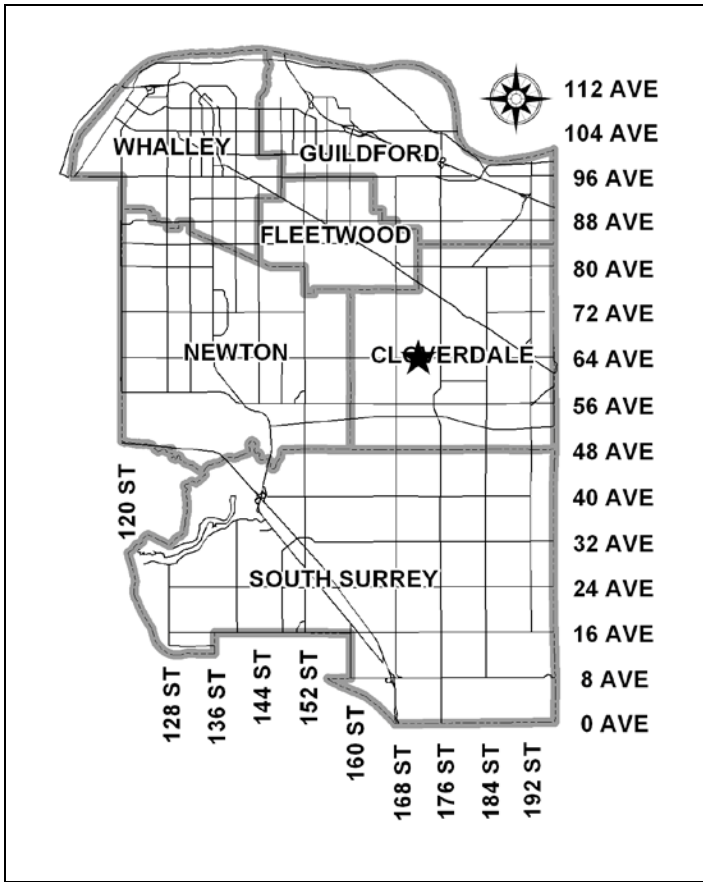 112 AVE
104 AVE
WHALLEY
GUILDFORD
96 AVE
88 AVE
FLEETWOOD
80 AVE
72 AVE
NEWTON
CLOVERDALE
64 AVE
56 AVE
48 AVE
120 ST
40 AVE
32 AVE
SOUTH SURREY
24 AVE
16 AVE
128 ST
136 ST
144 ST
152 ST
160 ST
8 AVE
0 AVE
168 ST
176 ST
184 ST
192 ST